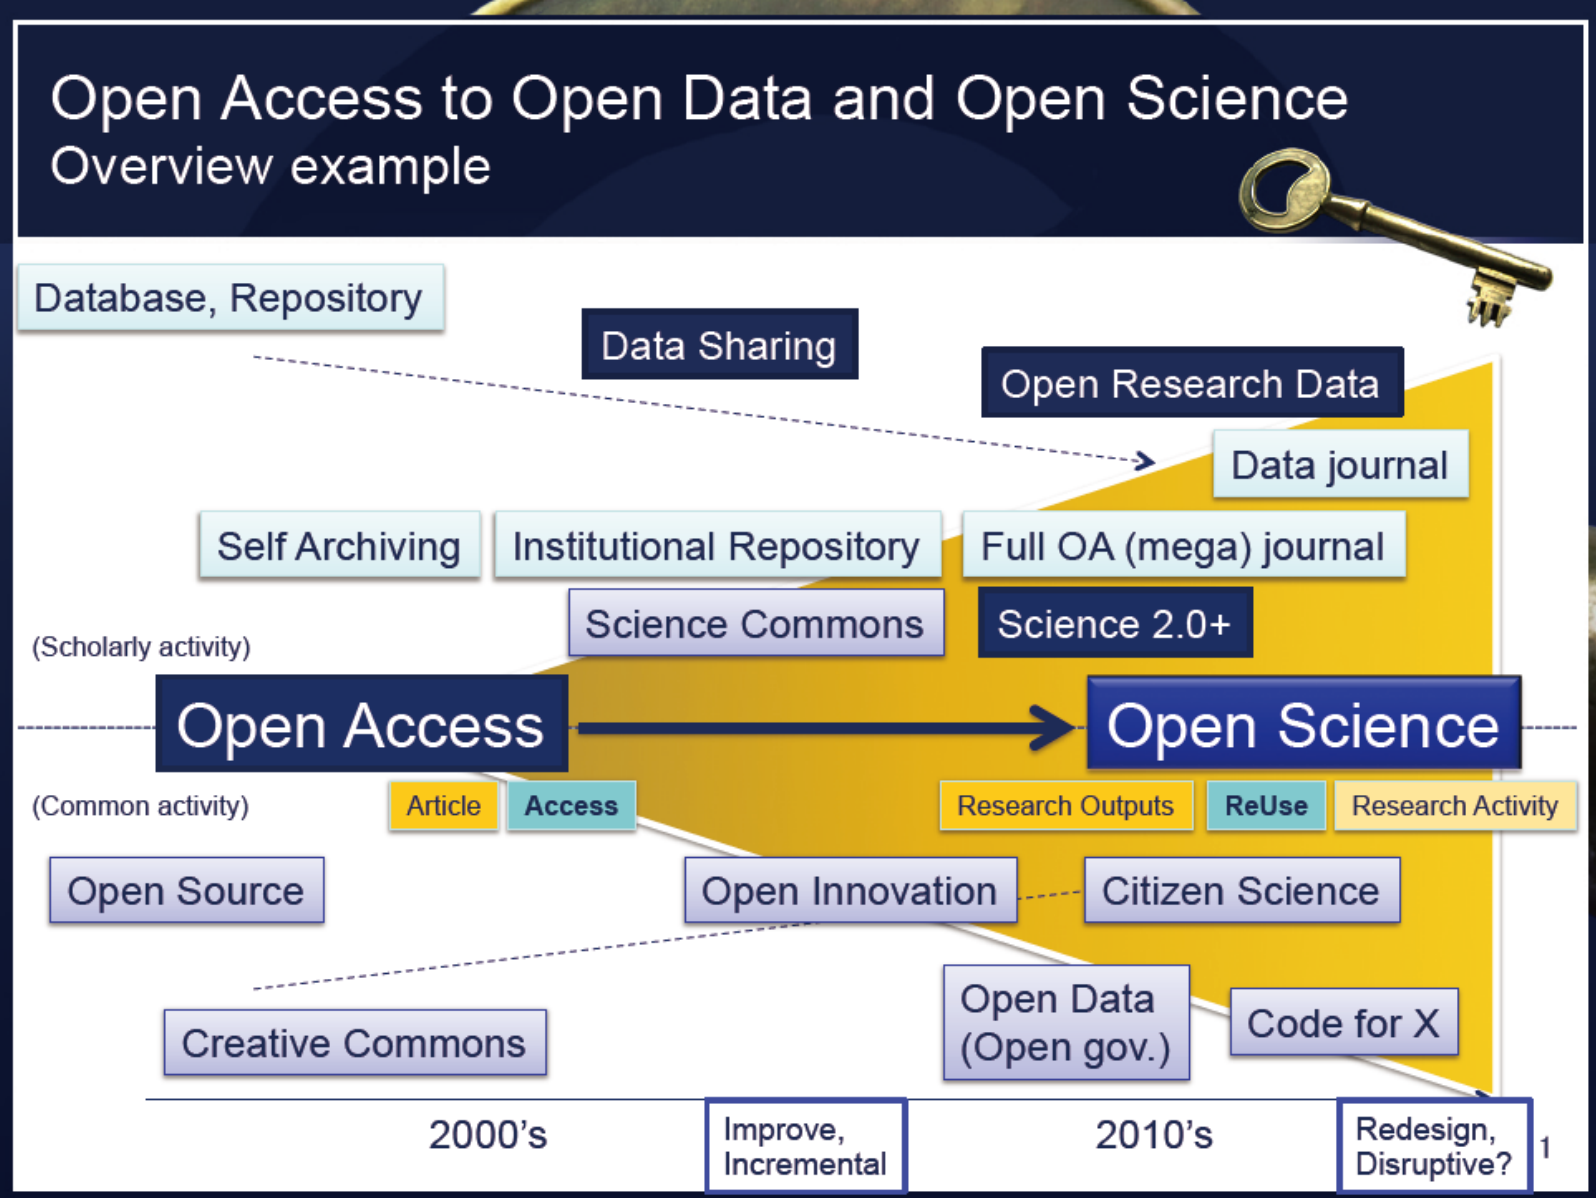 Open Access to Open Data and Open Science
Overview example
Database, Repository
Data Sharing
Open Research Data
Data journal
Self Archiving
Institutional Repository
Full OA (mega) journal
Science Commons
Science 2.0+
(Scholarly activity)
Open Access
Open Science
(Common activity)
Article
Access
Research Outputs
ReUse
Research Activity
Open Source
Open Innovation
Citizen Science
Open Data
(Open gov.)
Code for X
Creative Commons
2000's
Improve,
Incremental
2010's
Redesign,
Disruptive?
1